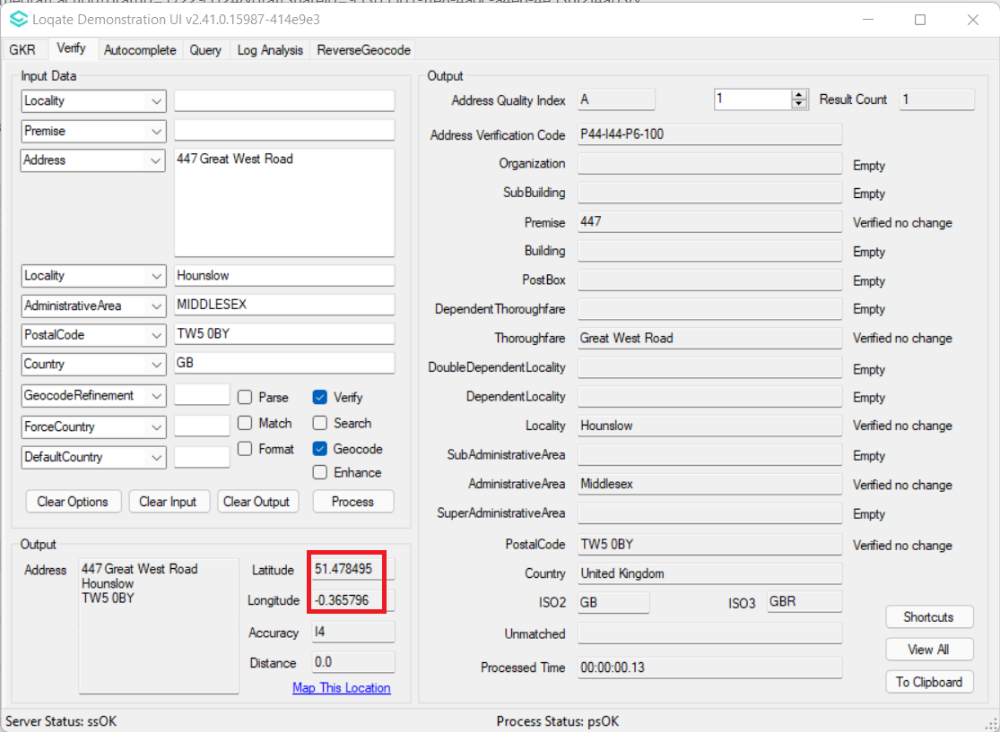 Loqate Demonstration UI v2.41.0.15987-414e9e3
GKR Verify Autocomplete Query Log Analysis ReverseGeocode
Input Data
Locality
Premise
Address 447 Great West Road
Locality Hounslow
AdministrativeArea MIDDLESEX
PostalCode TW5 0BY
Country GB
GeocodeRefinement Parse Verify
ForceCountry Match Search
DefaultCountry Format Geocode
Enhance
Clear Options Clear Input Clear Output Process
Output
Address 447 Great West Road
Hounslow
TW5 0BY
Latitude 51.478495
Longitude -0.365796
Accuracy I4
Distance 0.0
Map This Location
Output
Address Quality Index A 1 Result Count 1
Address Verification Code P44-I44-P6-100
Organization Empty
SubBuilding Empty
Premise 447 Verified no change
Building Empty
PostBox Empty
DependentThoroughfare Empty
Thoroughfare Great West Road Verified no change
DoubleDependentLocality Empty
DependentLocality Empty
Locality Hounslow Verified no change
SubAdministrativeArea Empty
AdministrativeArea Middlesex Verified no change
SuperAdministrativeArea Empty
PostalCode TW5 0BY Verified no change
Country United Kingdom
ISO2 GB ISO3 GBR
Unmatched
Processed Time 00:00:00.13
Shortcuts
View All
To Clipboard
Server Status: ssOK Process Status: psOK